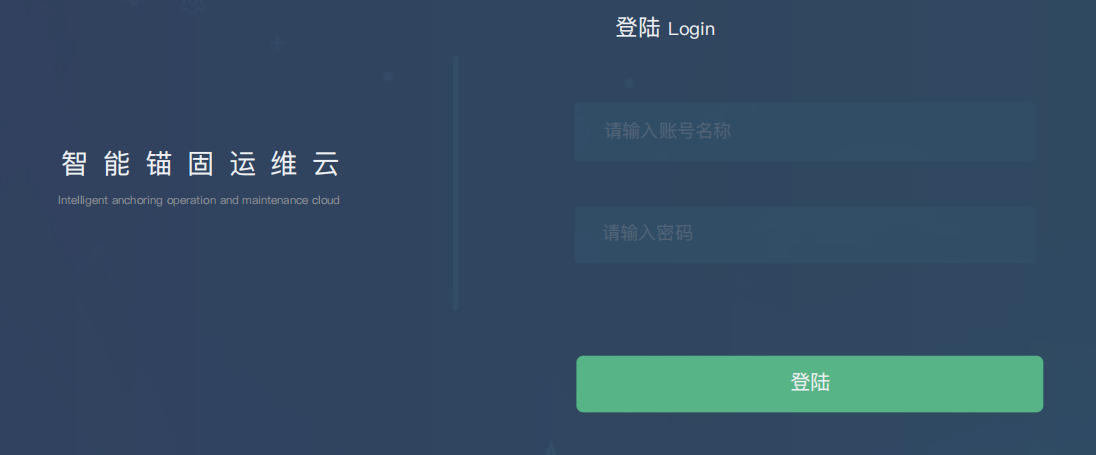 智能锚固运维云
Intelligent anchoring operation and maintenance cloud
登陆 Login
请输入账号名称
请输入密码
登陆